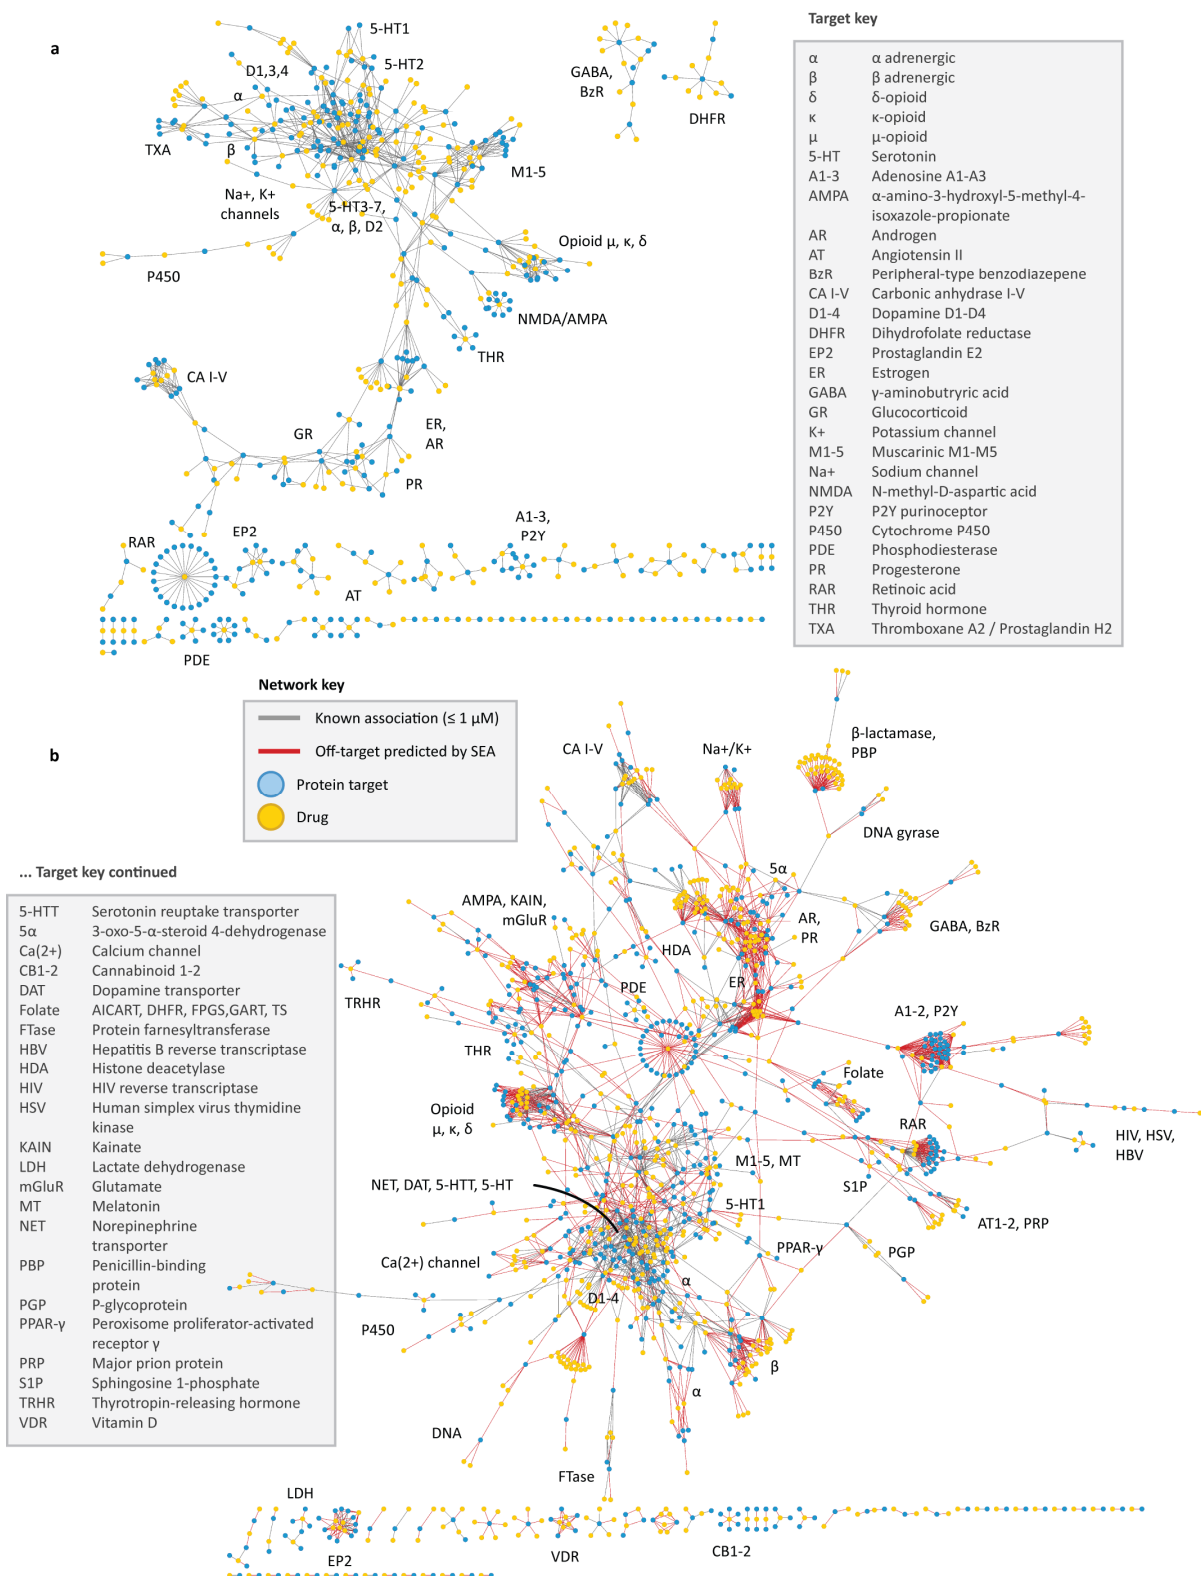 a
5-HT1
D1,3,4
5-HT2
α
TXA
β
Na+, K+
channels
5-HT3-7,
α, β, D2
M1-5
P450
Opioid μ, κ, δ
NMDA/AMPA
THR
CA I-V
GR
ER,
AR
PR
GABA,
BzR
DHFR
RAR
EP2
A1-3,
P2Y
AT
PDE
Target key
α α adrenergic
β β adrenergic
δ δ-opioid
κ κ-opioid
μ μ-opioid
5-HT Serotonin
A1-3 Adenosine A1-A3
AMPA α-amino-3-hydroxyl-5-methyl-4-
isoxazole-propionate
AR Androgen
AT Angiotensin II
BzR Peripheral-type benzodiazepene
CA I-V Carbonic anhydrase I-V
D1-4 Dopamine D1-D4
DHFR Dihydrofolate reductase
EP2 Prostaglandin E2
ER Estrogen
GABA γ-aminobutryric acid
GR Glucocorticoid
K+ Potassium channel
M1-5 Muscarinic M1-M5
Na+ Sodium channel
NMDA N-methyl-D-aspartic acid
P2Y P2Y purinoceptor
P450 Cytochrome P450
PDE Phosphodiesterase
PR Progesterone
RAR Retinoic acid
THR Thyroid hormone
TXA Thromboxane A2 / Prostaglandin H2
Network key
Known association (≤ 1 μM)
Off-target predicted by SEA
Protein target
Drug
b
... Target key continued
5-HTT Serotonin reuptake transporter
5α 3-oxo-5-α-steroid 4-dehydrogenase
Ca(2+) Calcium channel
CB1-2 Cannabinoid 1-2
DAT Dopamine transporter
Folate AICART, DHFR, FPGS,GART, TS
FTase Protein farnesyltransferase
HBV Hepatitis B reverse transcriptase
HDA Histone deacetylase
HIV HIV reverse transcriptase
HSV Human simplex virus thymidine
kinase
KAIN Kainate
LDH Lactate dehydrogenase
mGluR Glutamate
MT Melatonin
NET Norepinephrine
transporter
PBP Penicillin-binding
protein
PGP P-glycoprotein
PPAR-γ Peroxisome proliferator-activated
receptor γ
PRP Major prion protein
S1P Sphingosine 1-phosphate
TRHR Thyrotropin-releasing hormone
VDR Vitamin D
CA I-V
Na+/K+
β-lactamase,
PBP
DNA gyrase
5α
AMPA, KAIN,
mGluR
AR,
PR
GABA, BzR
HDA
TRHR
PDE
ER
A1-2, P2Y
THR
Folate
Opioid
μ, κ, δ
RAR
HIV, HSV,
HBV
M1-5, MT
S1P
NET, DAT, 5-HTT, 5-HT
5-HT1
AT1-2, PRP
PPAR-γ
PGP
Ca(2+) channel
α
D1-4
P450
β
α
DNA
FTase
LDH
EP2
VDR
CB1-2